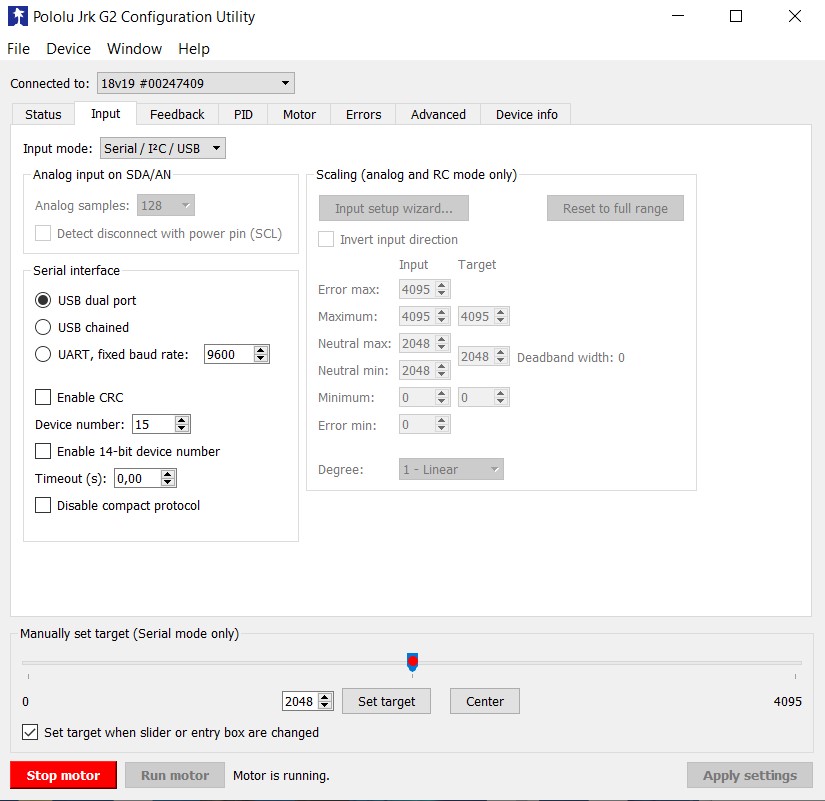 Pololu Jrk G2 Configuration Utility
File Device Window Help
Connected to: 18v19 #00247409
Status Input Feedback PID Motor Errors Advanced Device info
Input mode: Serial / I²C / USB
Analog input on SDA/AN
Analog samples: 128
Detect disconnect with power pin (SCL)
Serial interface
USB dual port
USB chained
UART, fixed baud rate: 9600
Enable CRC
Device number: 15
Enable 14-bit device number
Timeout (s): 0,00
Disable compact protocol
Scaling (analog and RC mode only)
Input setup wizard... Reset to full range
Invert input direction
Input Target
Error max: 4095
Maximum: 4095 4095
Neutral max: 2048
2048 Deadband width: 0
Neutral min: 2048
Minimum: 0 0
Error min: 0
Degree: 1 - Linear
Manually set target (Serial mode only)
0 2048 Set target Center 4095
Set target when slider or entry box are changed
Stop motor Run motor Motor is running. Apply settings